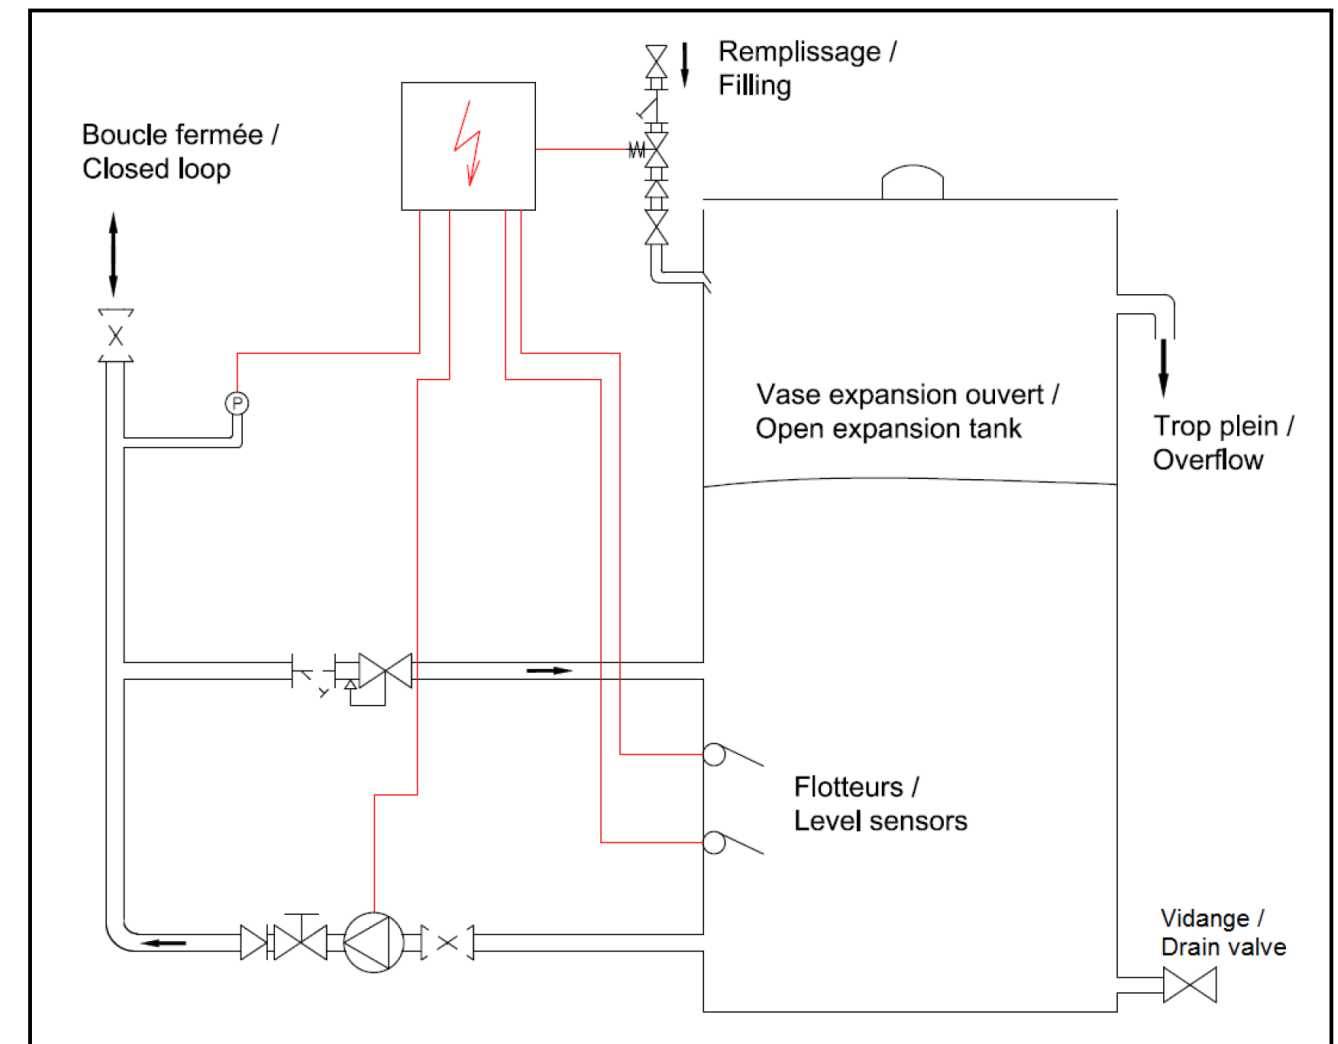 Remplissage /
Filling
Boucle fermée /
Closed loop
P
Vase expansion ouvert /
Open expansion tank
Trop plein /
Overflow
Flotteurs /
Level sensors
Vidange /
Drain valve